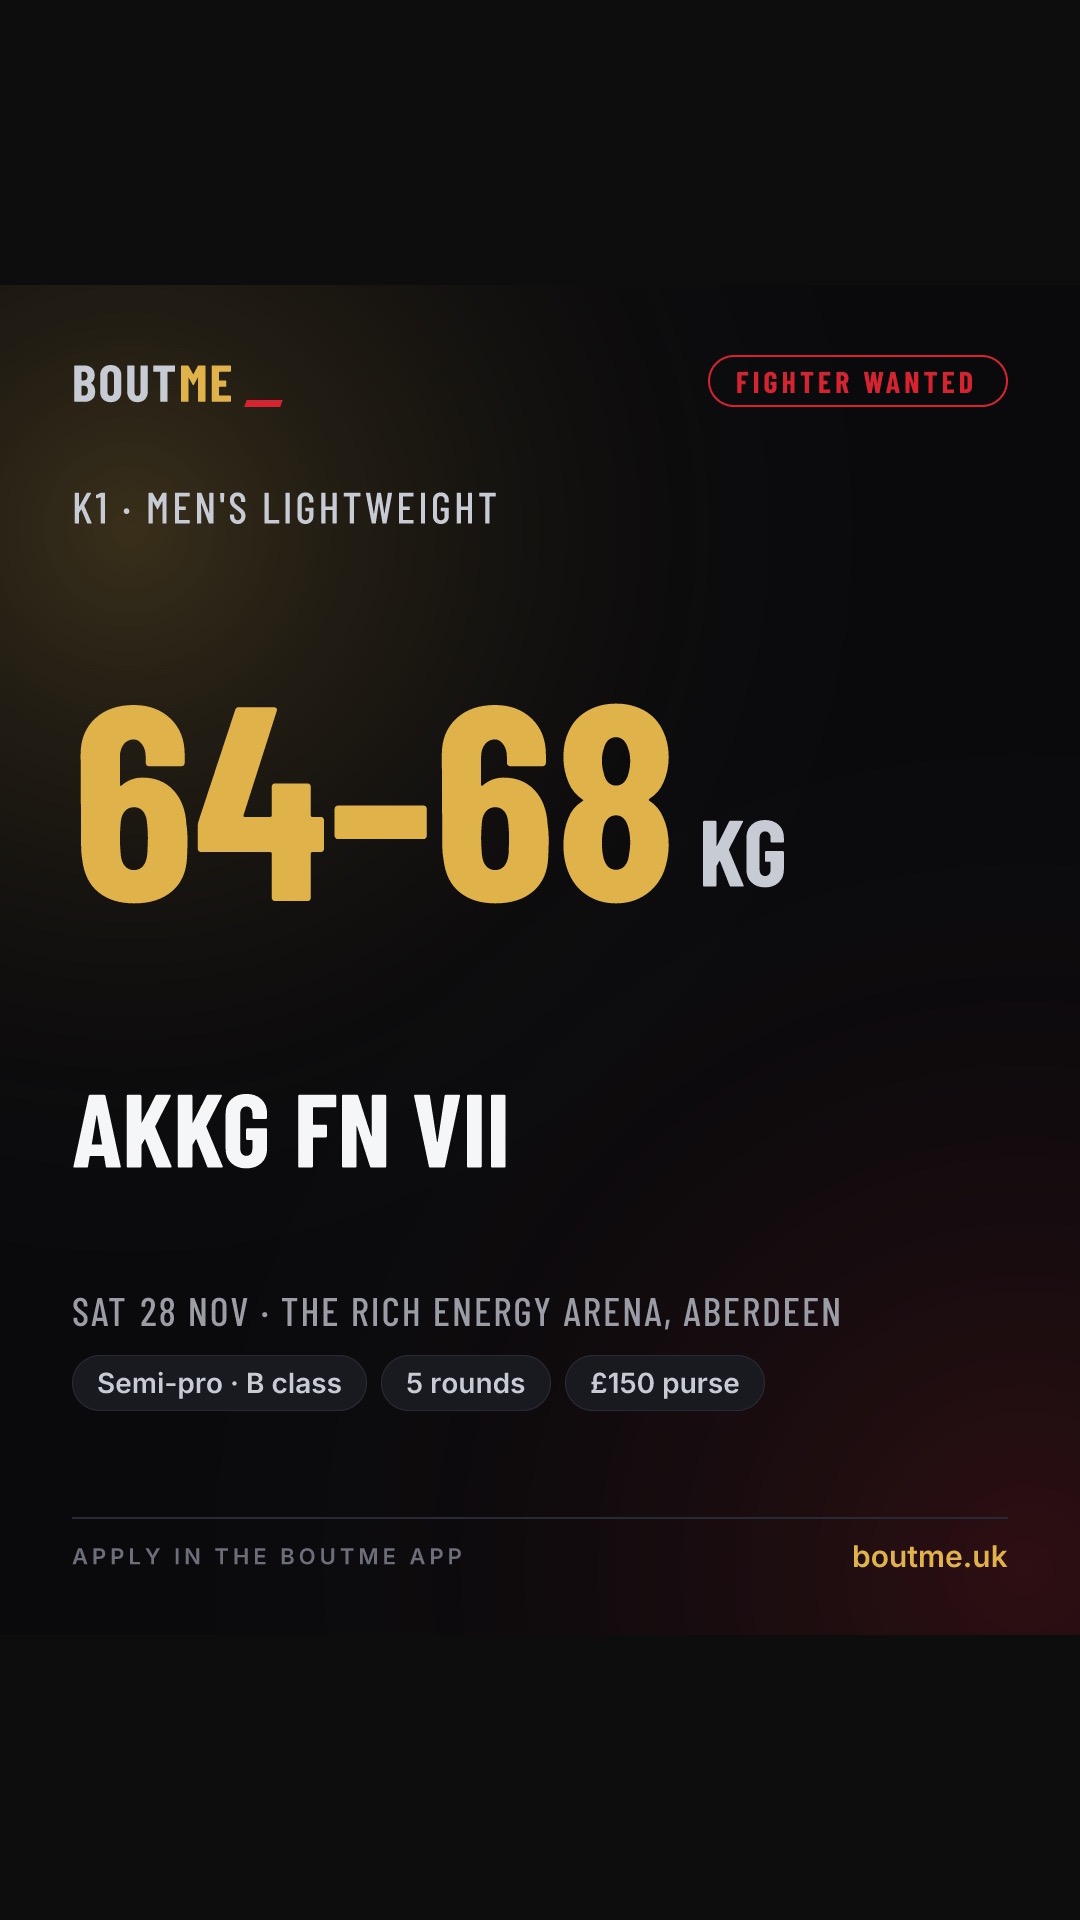 BOUTME
FIGHTER WANTED
K1 · MEN'S LIGHTWEIGHT
64–68 KG
AKKG FN VII
SAT 28 NOV · THE RICH ENERGY ARENA, ABERDEEN
Semi-pro · B class
5 rounds
£150 purse
APPLY IN THE BOUTME APP
boutme.uk